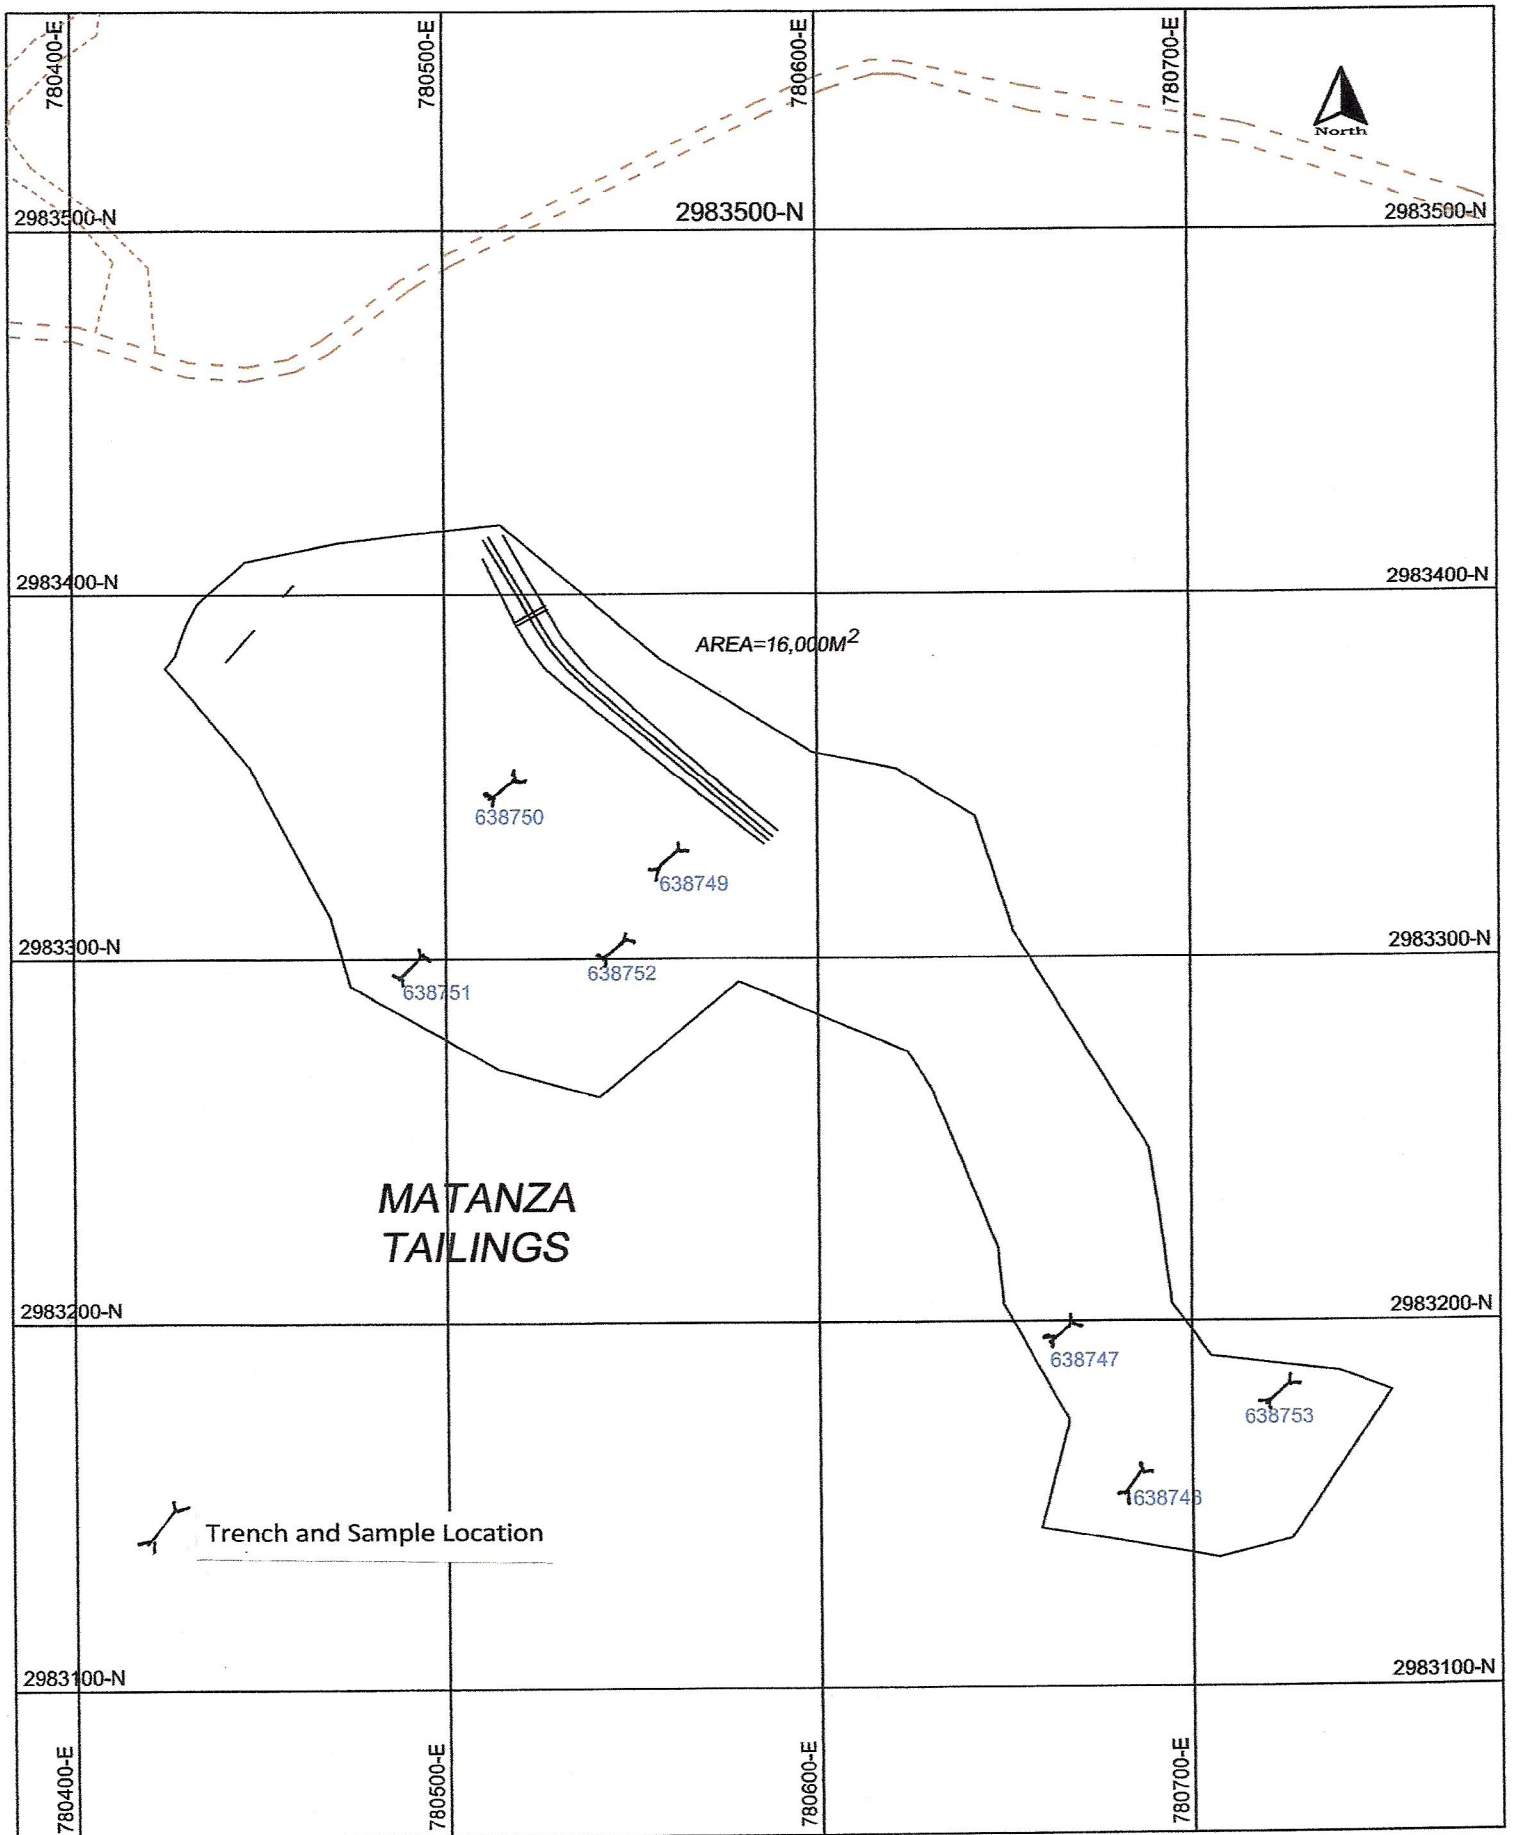 780400-E
780500-E
780600-E
780700-E
North
2983500-N
2983500-N
2983500-N
2983400-N
2983400-N
AREA=16,000M²
638750
638749
2983300-N
2983300-N
638752
638751
MATANZA
TAILINGS
2983200-N
2983200-N
638747
638753
Trench and Sample Location
2983100-N
2983100-N
780400-E
780500-E
780600-E
780700-E